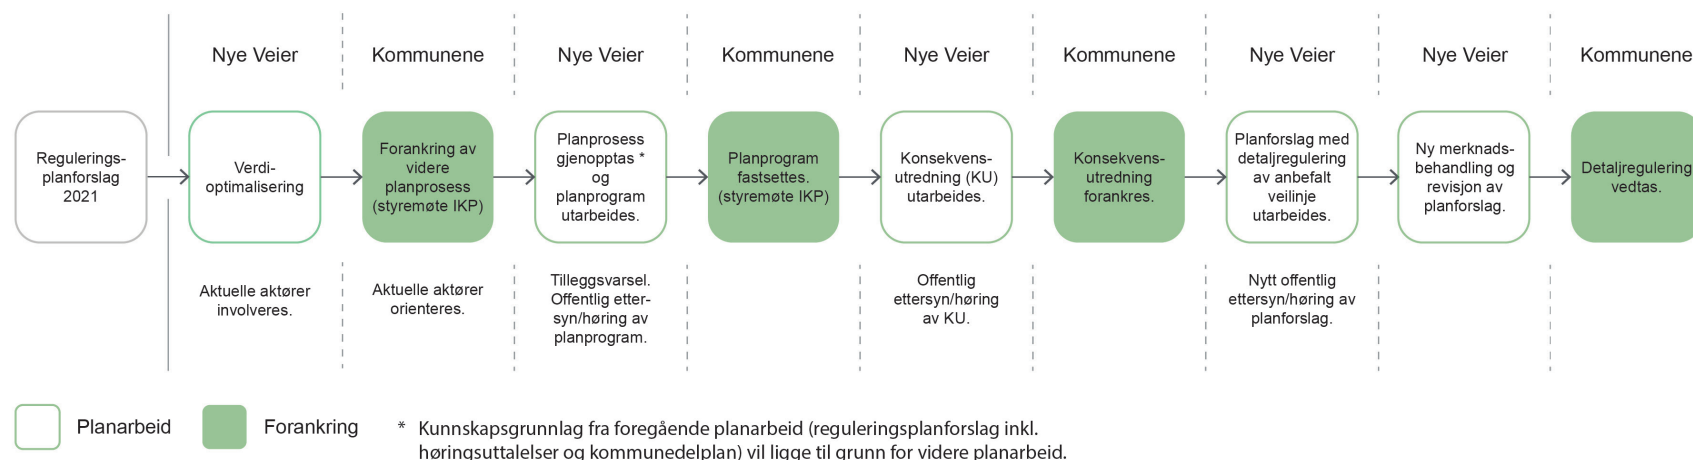 Nye Veier
Kommunene
Nye Veier
Kommunene
Nye Veier
Kommunene
Nye Veier
Nye Veier
Kommunene
Regulerings-
planforslag
2021
Verdi-
optimalisering
Forankring av
videre
planprosess
(styremøte IKP)
Planprosess
gjenopptas *
og
planprogram
utarbeides.
Planprogram
fastsettes.
(styremøte IKP)
Konsekvens-
utredning (KU)
utarbeides.
Konsekvens-
utredning
forankres.
Planforslag med
detaljregulering
av anbefalt
veilinje
utarbeides.
Ny merknads-
behandling og
revisjon av
planforslag.
Detaljregulering
vedtas.
Aktuelle aktører
involveres.
Aktuelle aktører
orienteres.
Tilleggsvarsel.
Offentlig etter-
syn/høring av
planprogram.
Offentlig
ettersyn/høring
av KU.
Nytt offentlig
ettersyn/høring av
planforslag.
Planarbeid
Forankring
* Kunnskapsgrunnlag fra foregående planarbeid (reguleringsplanforslag inkl.
høringsuttalelser og kommunedelplan) vil ligge til grunn for videre planarbeid.